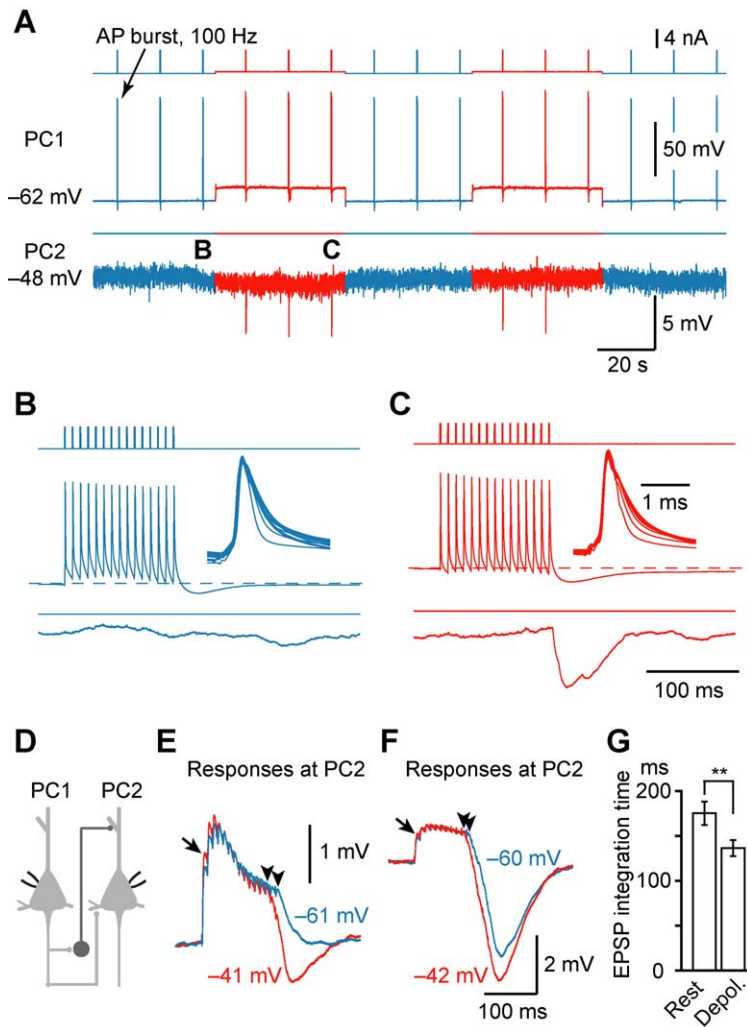 A
AP burst, 100 Hz
4 nA
PC1
50 mV
–62 mV
PC2
B
C
–48 mV
5 mV
20 s
B
C
1 ms
100 ms
D
E
F
G
PC1
PC2
Responses at PC2
Responses at PC2
ms
**
200
1 mV
–60 mV
EPSP integration time
100
–61 mV
2 mV
–41 mV
–42 mV
0
100 ms
Rest
Depol.